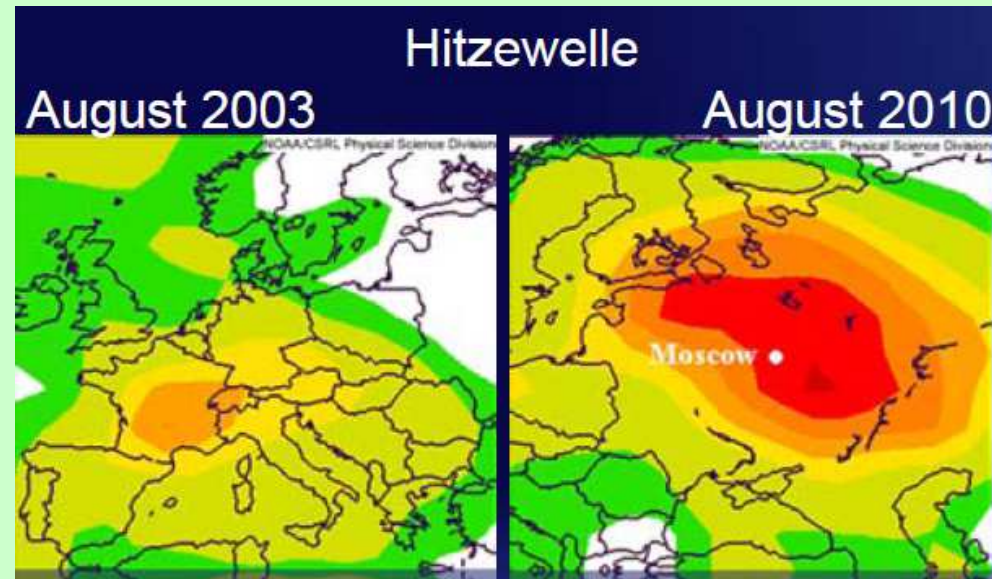 Hitzewelle
August 2003
August 2010
NOAA/CSRL Physical Science Division
NOAA/CSRL Physical Science Division
Moscow